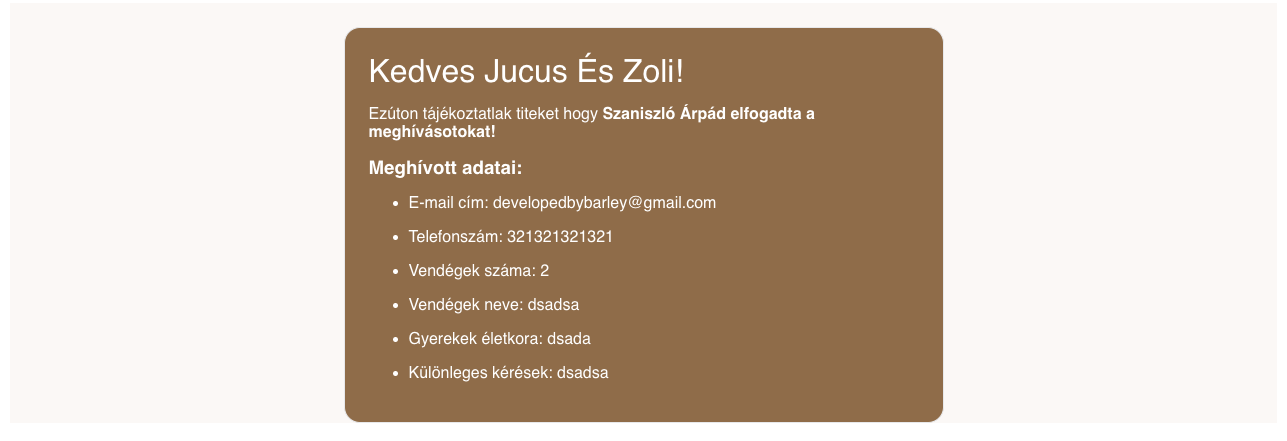 Kedves Jucus És Zoli!
Ezúton tájékoztatlak titeket hogy Szaniszló Árpád elfogadta a
meghívásotokat!
Meghívott adatai:
• E-mail cím: developedbybarley@gmail.com
• Telefonszám: 321321321321
• Vendégek száma: 2
• Vendégek neve: dsadsa
• Gyerekek életkora: dsada
• Különleges kérések: dsadsa